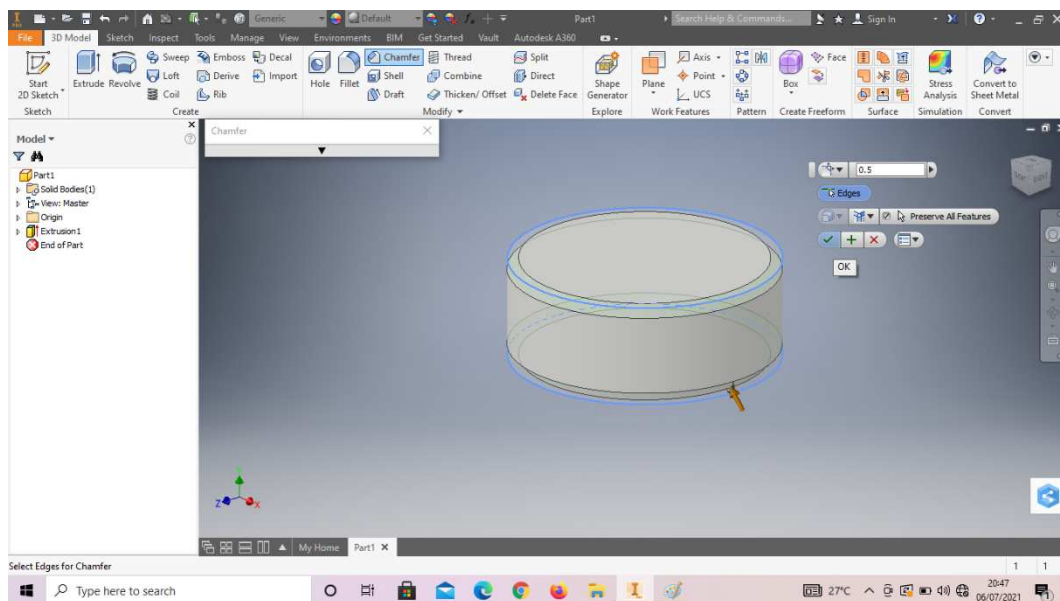 Generic Default Part1 Search Help & Commands... Sign In
File 3D Model Sketch Inspect Tools Manage View Environments BIM Get Started Vault Autodesk A360
Start 2D Sketch
Extrude Revolve
Sweep Emboss Decal
Loft Derive Import
Coil Rib
Hole Fillet
Chamfer Thread Split
Shell Combine Direct
Draft Thicken/ Offset Delete Face
Shape Generator
Plane
Axis
Point
UCS
Box
Face
Stress Analysis
Convert to Sheet Metal
Sketch Create Modify Explore Work Features Pattern Create Freeform Surface Simulation Convert
Model
Part1
Solid Bodies(1)
View: Master
Origin
Extrusion1
End of Part
Chamfer
0.5
Edges
Preserve All Features
OK
Z X
My Home Part1
Select Edges for Chamfer 1 1
Type here to search
27°C
20:47
06/07/2021